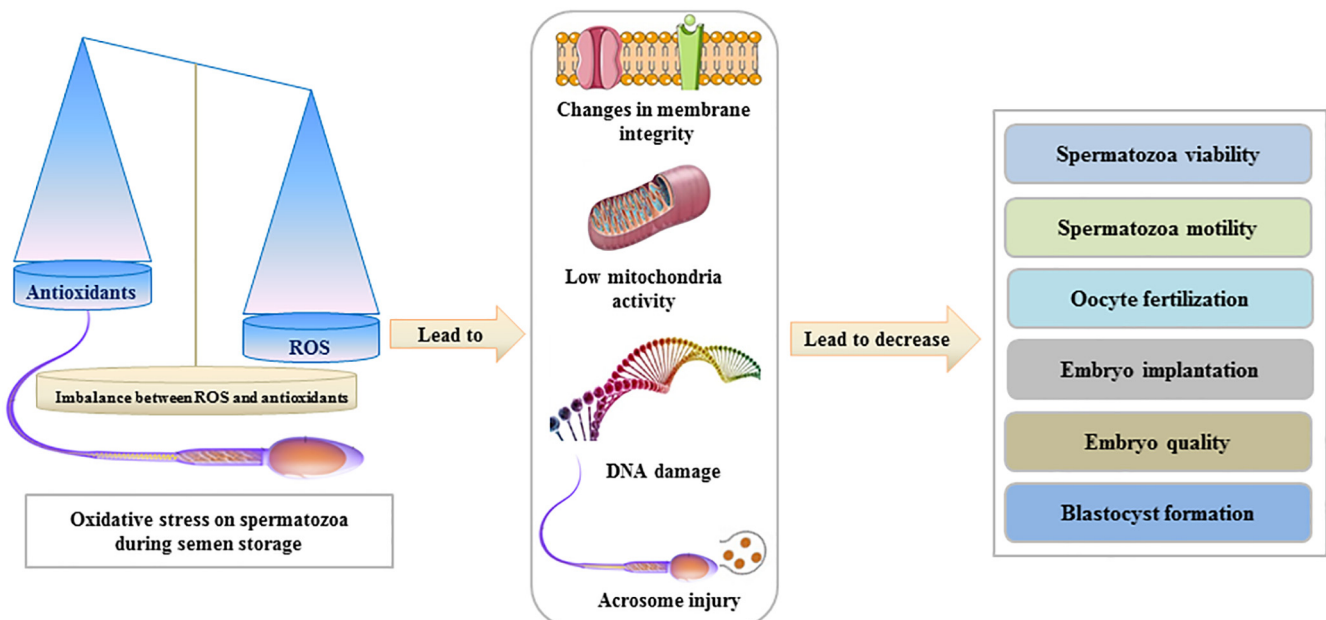 Antioxidants
ROS
Imbalance between ROS and antioxidants
Oxidative stress on spermatozoa
during semen storage
Lead to
Changes in membrane
integrity
Low mitochondria
activity
DNA damage
Acrosome injury
Lead to decrease
Spermatozoa viability
Spermatozoa motility
Oocyte fertilization
Embryo implantation
Embryo quality
Blastocyst formation